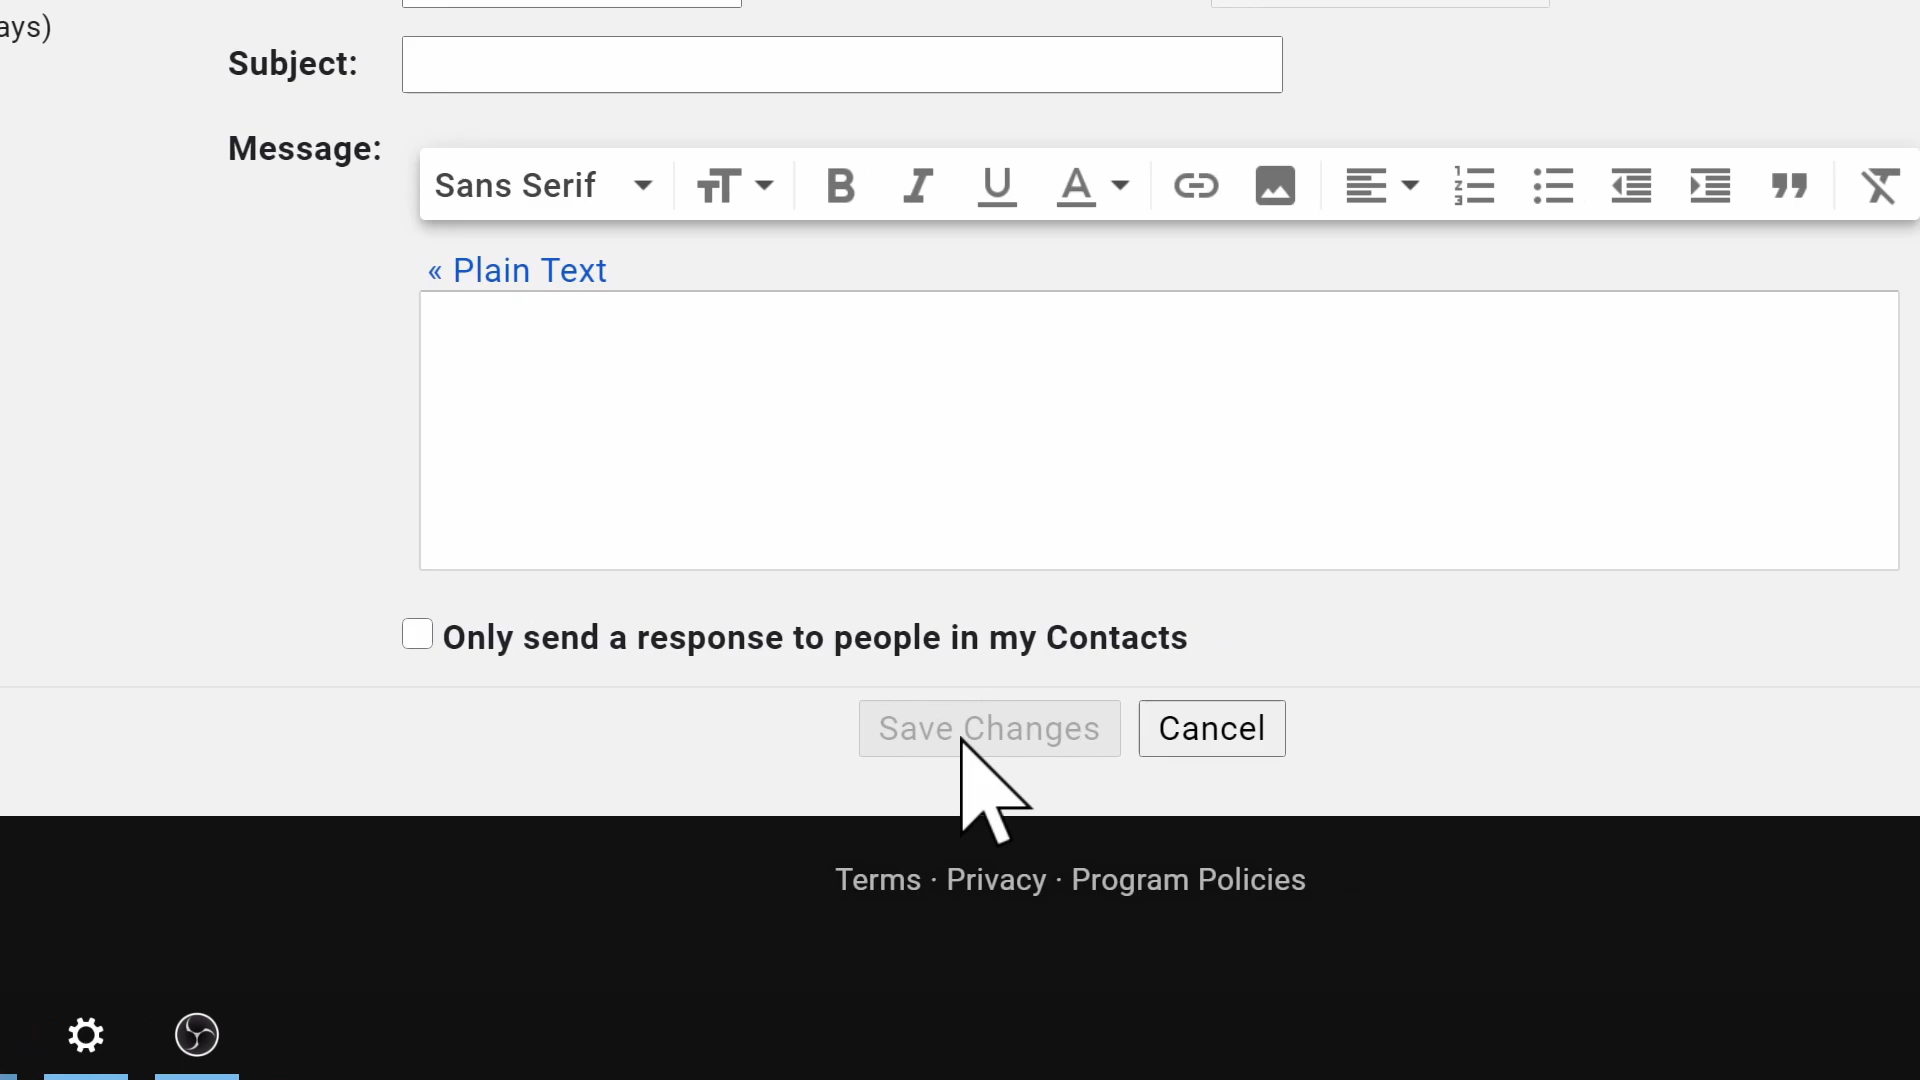 ays)
Subject:
Message:
Sans Serif
« Plain Text
Only send a response to people in my Contacts
Save Changes Cancel
Terms · Privacy · Program Policies